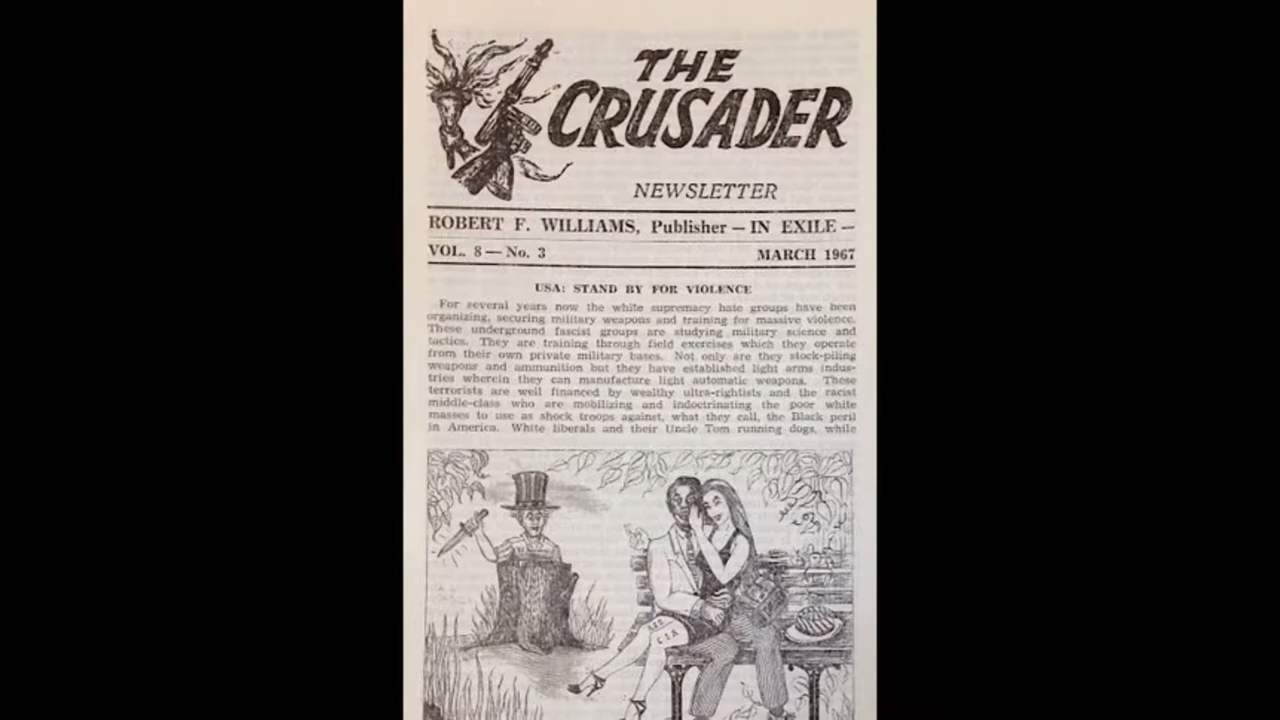 THE
CRUSADER
NEWSLETTER
ROBERT F. WILLIAMS, Publisher — IN EXILE —
VOL. 8 — No. 3 MARCH 1967
USA: STAND BY FOR VIOLENCE
For several years now the white supremacy hate groups have been
organizing, securing military weapons and training for massive violence.
These underground fascist groups are studying military science and
tactics. They are training through field exercises which they operate
from their own private military bases. Not only are they stock-piling
weapons and ammunition but they have established light arms indus-
tries wherein they can manufacture light automatic weapons. These
terrorists are well financed by wealthy ultra-rightists and the racist
middle-class who are mobilizing and indoctrinating the poor white
masses to use as shock troops against, what they call, the Black peril
in America. White liberals and their Uncle Tom running dogs, while
CIA